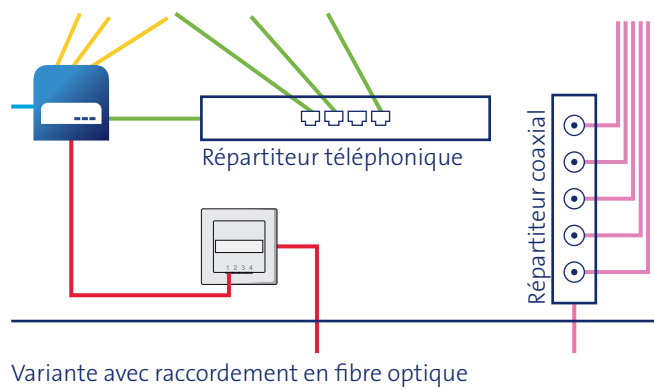 Répartiteur téléphonique
Répartiteur coaxial
1 2 3 4
Variante avec raccordement en fibre optique